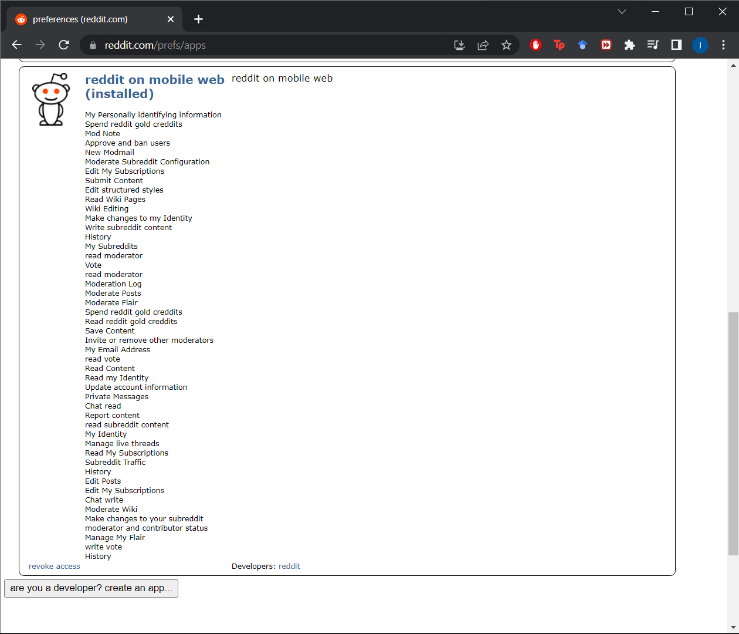 preferences (reddit.com)
reddit.com/prefs/apps
reddit on mobile web
(installed)
reddit on moblie web
My Personally Identifying information
Spend reddit gold creddits
Mod Note
Approve and ban users
New Modmail
Moderate Subreddit Configuration
Edit My Subscriptions
Submit Content
Edit structured styles
Read Wiki Pages
Wiki Editing
Make changes to my Identity
Write subreddit content
History
My Subreddits
read moderator
Vote
read moderator
Moderation Log
Moderate Posts
Moderate Flair
Spend reddit gold creddits
Read reddit gold creddits
Save Content
Invite or remove other moderators
My Email Address
read vote
Read Content
Read my Identity
Update account information
Private Messages
Chat read
Report content
read subreddit content
My Identity
Manage live threads
Read My Subscriptions
Subreddit Traffic
History
Edit Posts
Edit My Subscriptions
Chat write
Moderate Wiki
Make changes to your subreddit
moderator and contributor status
Manage My Flair
write vote
History
revoke access Developers: reddit
are you a developer? create an app...